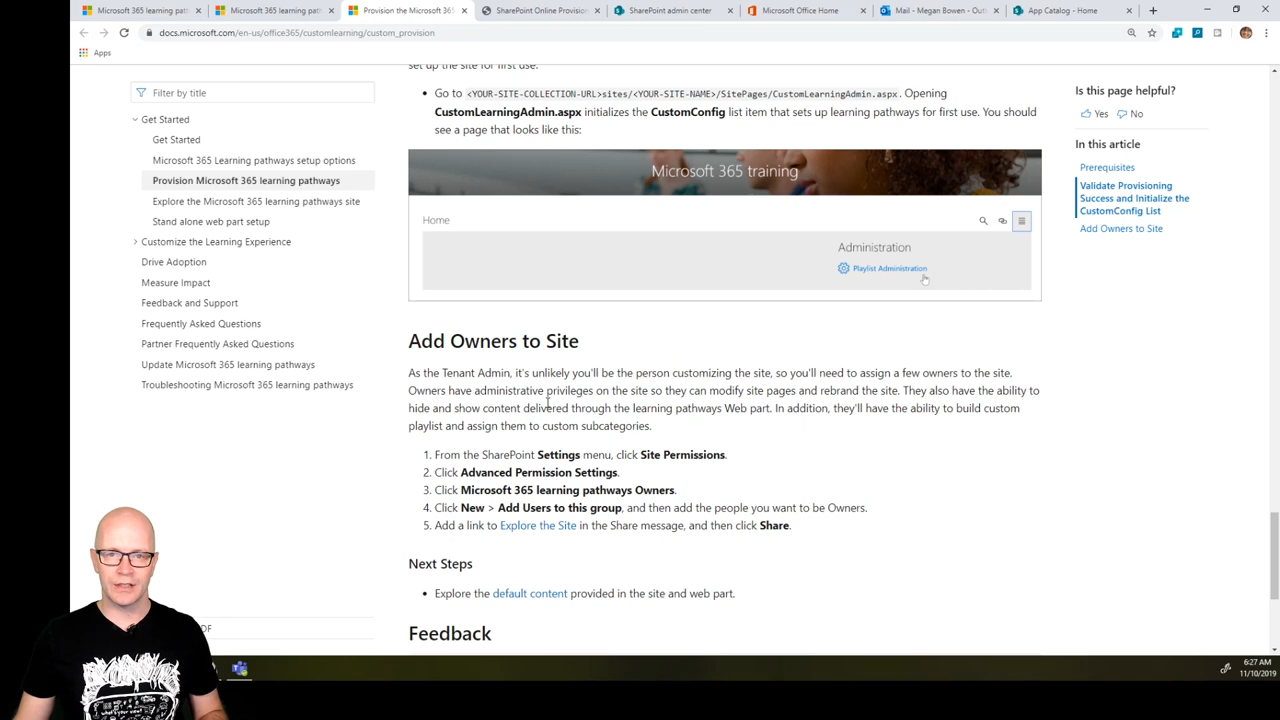 Microsoft 365 learning path
Microsoft 365 learning path
Provision the Microsoft 365
SharePoint Online Provision
SharePoint admin center
Microsoft Office Home
Mail - Megan Bowen - Out
App Catalog - Home
docs.microsoft.com/en-us/office365/customlearning/custom_provision
Apps
Filter by title
Get Started
Get Started
Microsoft 365 Learning pathways setup options
Provision Microsoft 365 learning pathways
Explore the Microsoft 365 learning pathways site
Stand alone web part setup
Customize the Learning Experience
Drive Adoption
Measure Impact
Feedback and Support
Frequently Asked Questions
Partner Frequently Asked Questions
Update Microsoft 365 learning pathways
Troubleshooting Microsoft 365 learning pathways
DF
set up the site for first use.
• Go to <YOUR-SITE-COLLECTION-URL>sites/<YOUR-SITE-NAME>/SitePages/CustomLearningAdmin.aspx. Opening
CustomLearningAdmin.aspx initializes the CustomConfig list item that sets up learning pathways for first use. You should
see a page that looks like this:
Microsoft 365 training
Home
Administration
Playlist Administration
Add Owners to Site
As the Tenant Admin, it's unlikely you'll be the person customizing the site, so you'll need to assign a few owners to the site.
Owners have administrative privileges on the site so they can modify site pages and rebrand the site. They also have the ability to
hide and show content delivered through the learning pathways Web part. In addition, they'll have the ability to build custom
playlist and assign them to custom subcategories.
1. From the SharePoint Settings menu, click Site Permissions.
2. Click Advanced Permission Settings.
3. Click Microsoft 365 learning pathways Owners.
4. Click New > Add Users to this group, and then add the people you want to be Owners.
5. Add a link to Explore the Site in the Share message, and then click Share.
Next Steps
• Explore the default content provided in the site and web part.
Feedback
Is this page helpful?
Yes No
In this article
Prerequisites
Validate Provisioning
Success and Initialize the
CustomConfig List
Add Owners to Site
6:27 AM
11/10/2019